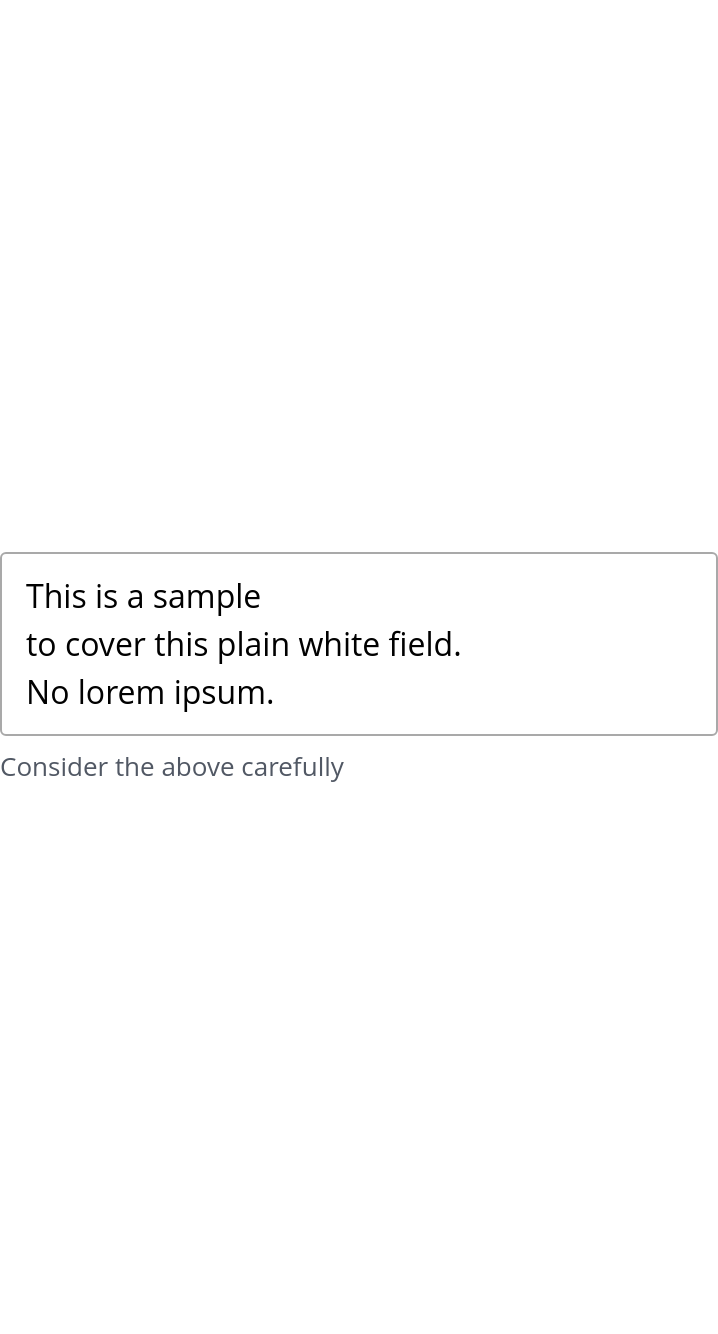 This is a sample
to cover this plain white field.
No lorem ipsum.
Consider the above carefully